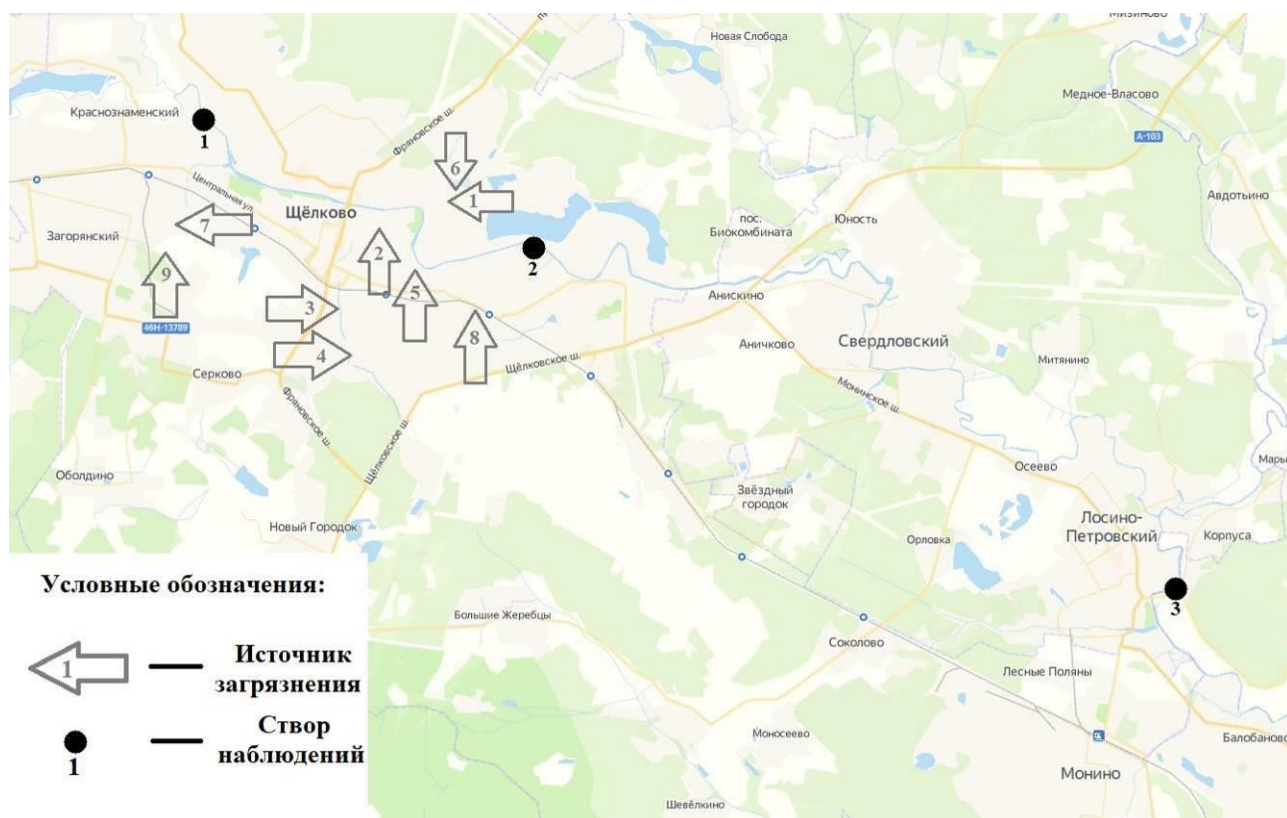 Мизиново
Новая Слобода
Медное-Власово
Краснознаменский
1
Фряновское ш.
А-103
6
1
Авдотьино
Центральная ул.
Щёлково
7
Загорянский
пос.
Биокомбината
Юность
2
2
9
5
3
Анискино
46Н-13789
8
4
Аничково
Свердловский
Митянино
Щёлковское ш.
Серково
Монинское ш.
Фряновское ш.
Щёлковское ш.
Оболдино
Осеево
Марь
Звёздный
городок
Лосино-
Петровский
Новый Городок
Орловка
Корпуса
Условные обозначения:
3
Большие Жеребцы
Соколово
1
Источник
загрязнения
Лесные Поляны
Створ
наблюдений
1
Моносеево
Балобаново
Монино
Шевёлкино